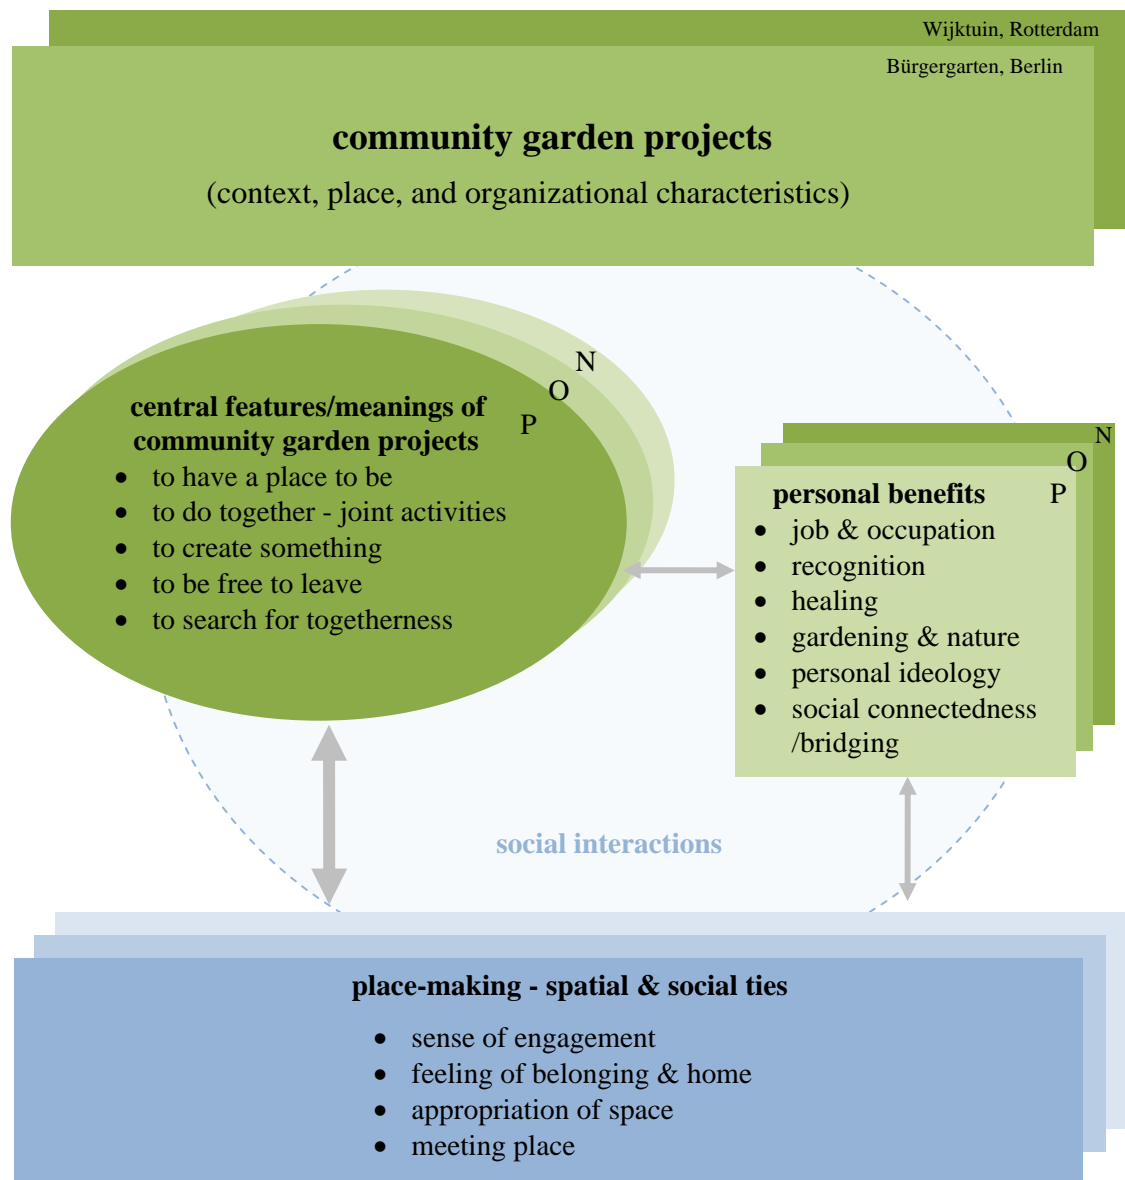 Wijktuin, Rotterdam
Bürgergarten, Berlin
community garden projects
(context, place, and organizational characteristics)
N
O
P
central features/meanings of
community garden projects
• to have a place to be
• to do together - joint activities
• to create something
• to be free to leave
• to search for togetherness
N
O
P
personal benefits
• job & occupation
• recognition
• healing
• gardening & nature
• personal ideology
• social connectedness
/bridging
social interactions
place-making - spatial & social ties
• sense of engagement
• feeling of belonging & home
• appropriation of space
• meeting place